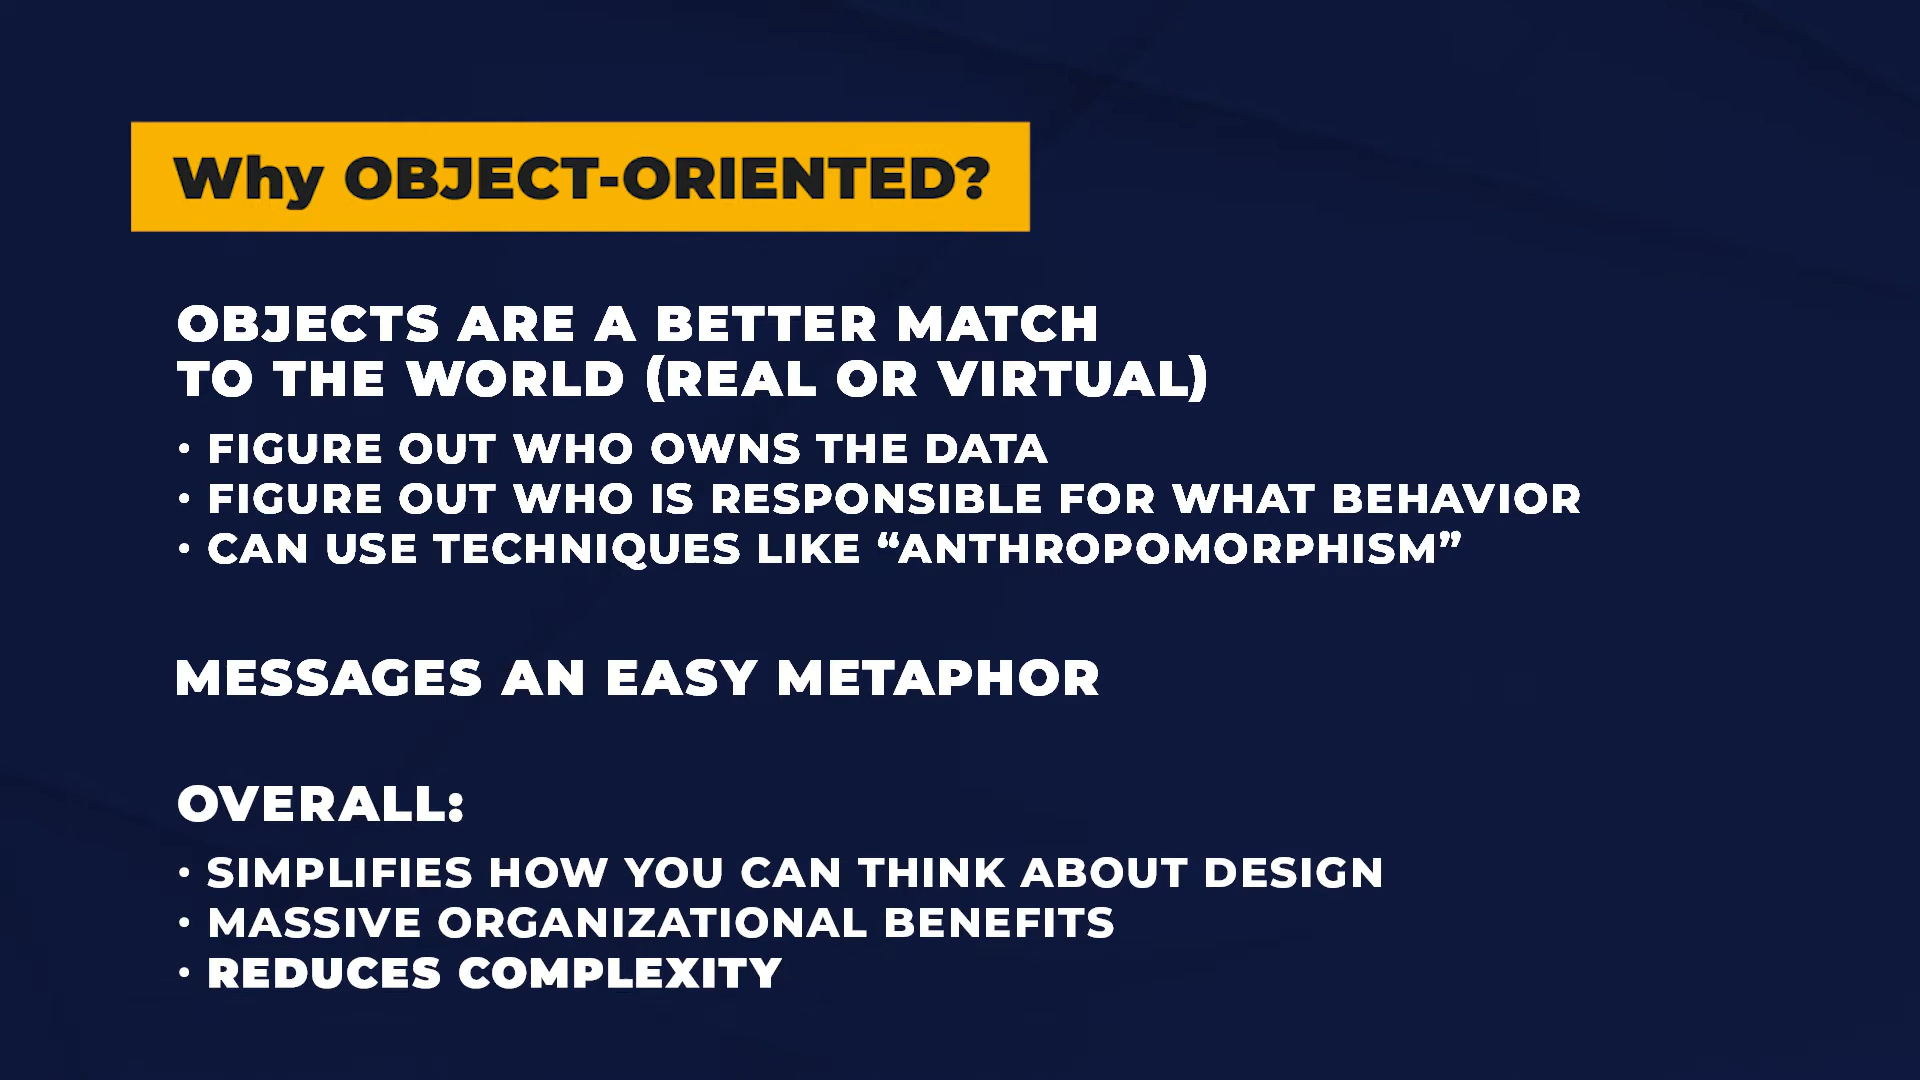 Why OBJECT-ORIENTED?
OBJECTS ARE A BETTER MATCH
TO THE WORLD (REAL OR VIRTUAL)
• FIGURE OUT WHO OWNS THE DATA
• FIGURE OUT WHO IS RESPONSIBLE FOR WHAT BEHAVIOR
• CAN USE TECHNIQUES LIKE “ANTHROPOMORPHISM”
MESSAGES AN EASY METAPHOR
OVERALL:
• SIMPLIFIES HOW YOU CAN THINK ABOUT DESIGN
• MASSIVE ORGANIZATIONAL BENEFITS
• REDUCES COMPLEXITY